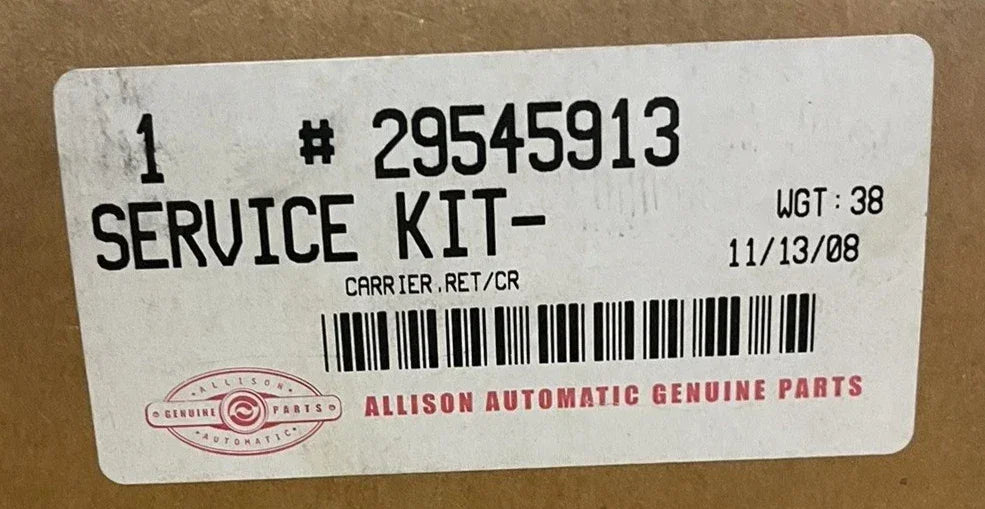 1 # 29545913
SERVICE KIT-
WGT: 38
11/13/08
CARRIER.RET/CR
ALLISON
GENUINE PARTS
AUTOMATIC
ALLISON AUTOMATIC GENUINE PARTS